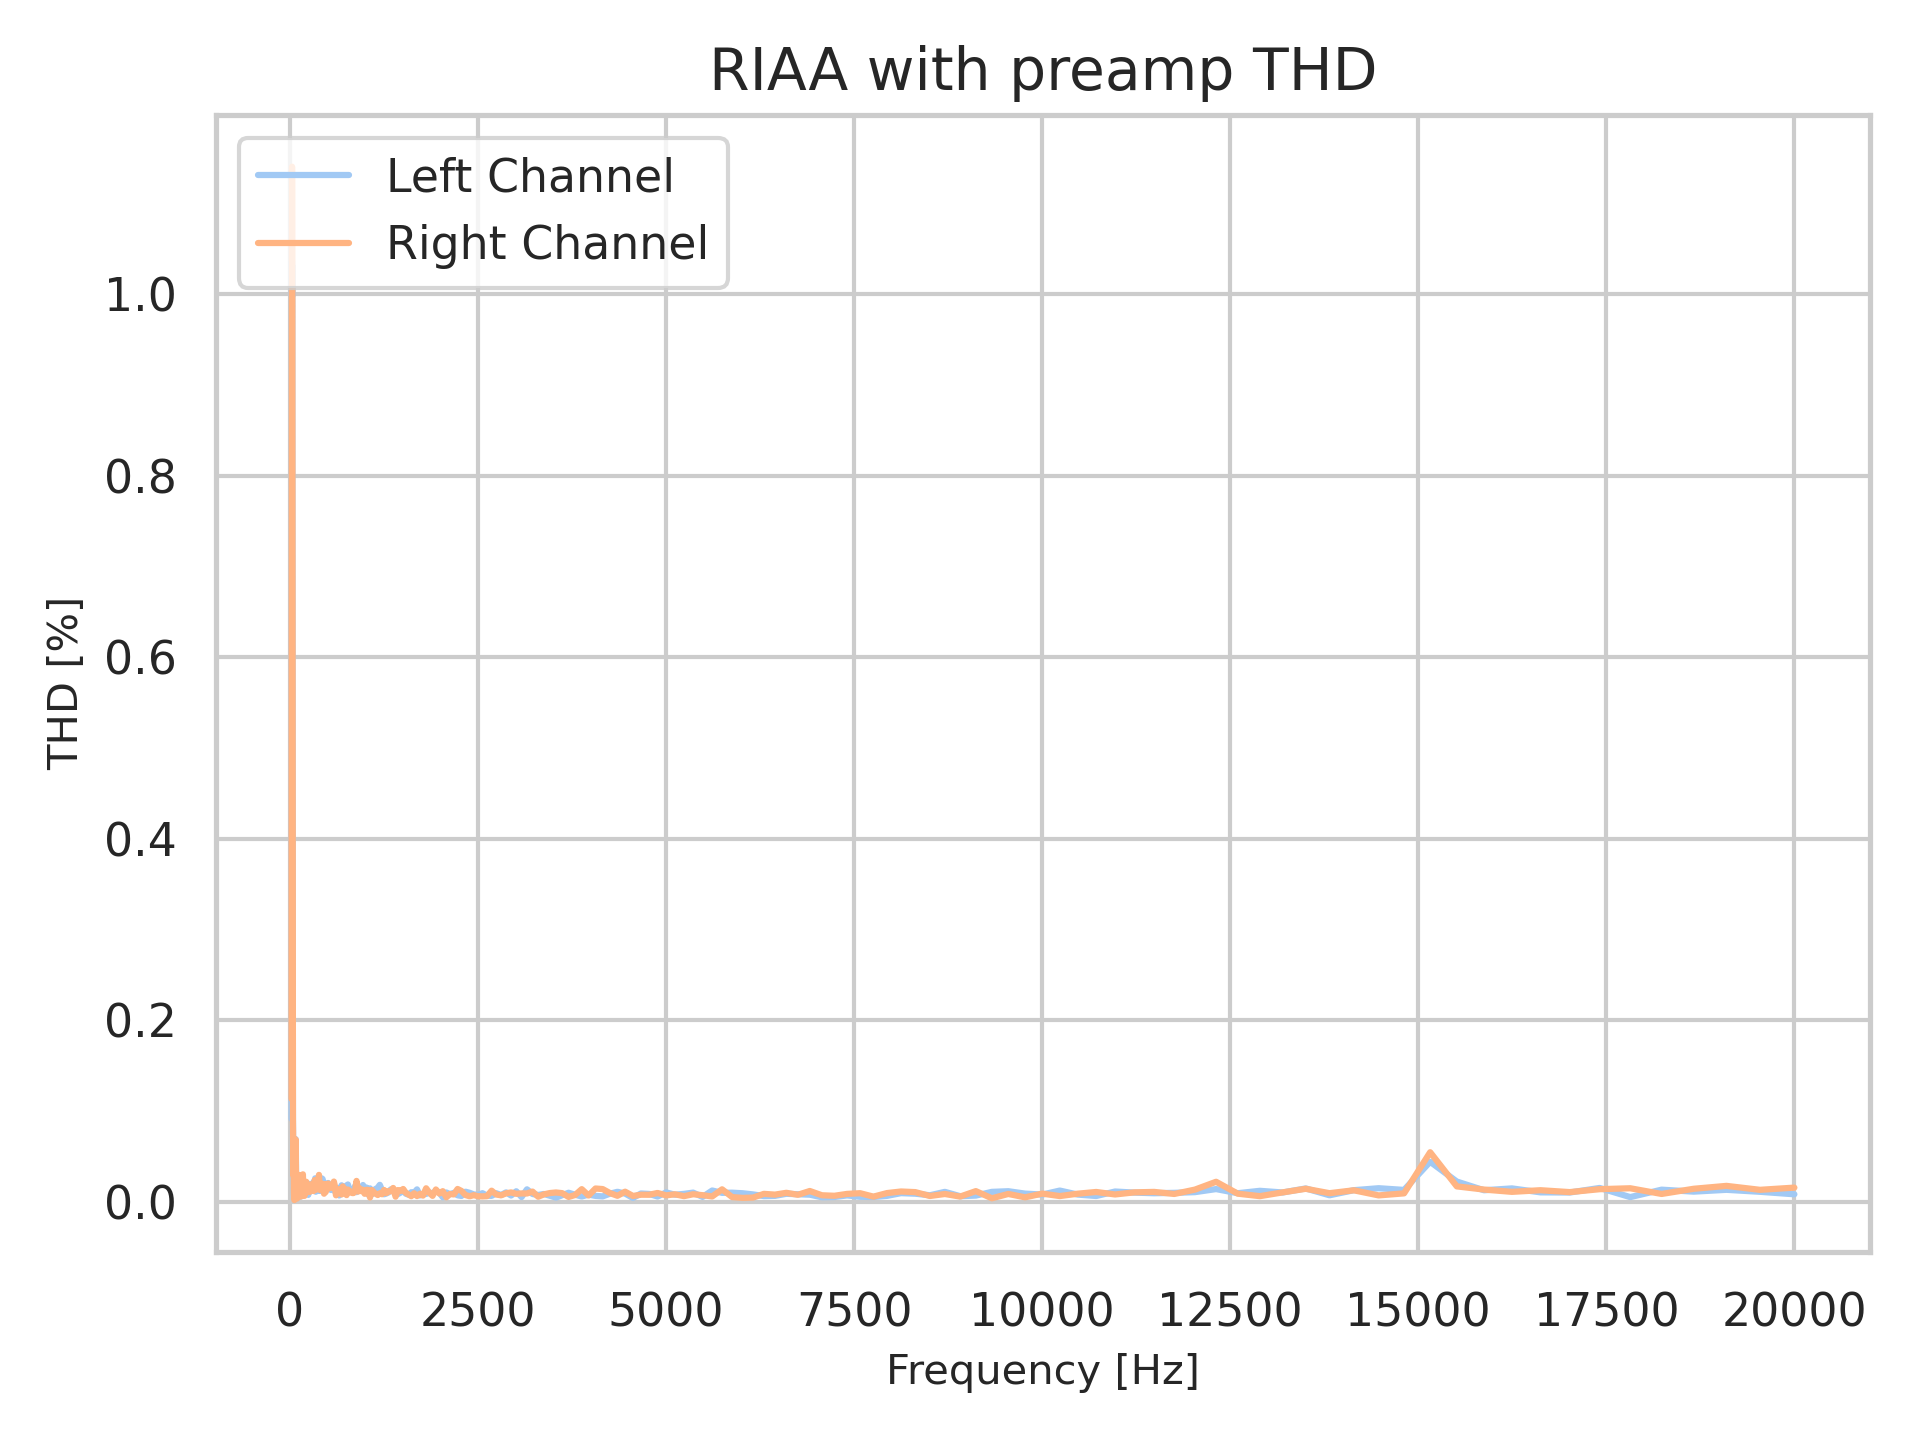 RIAA with preamp THD
Left Channel
Right Channel
1.0
0.8
0.6
0.4
0.2
0.0
THD [%]
0 2500 5000 7500 10000 12500 15000 17500 20000
Frequency [Hz]